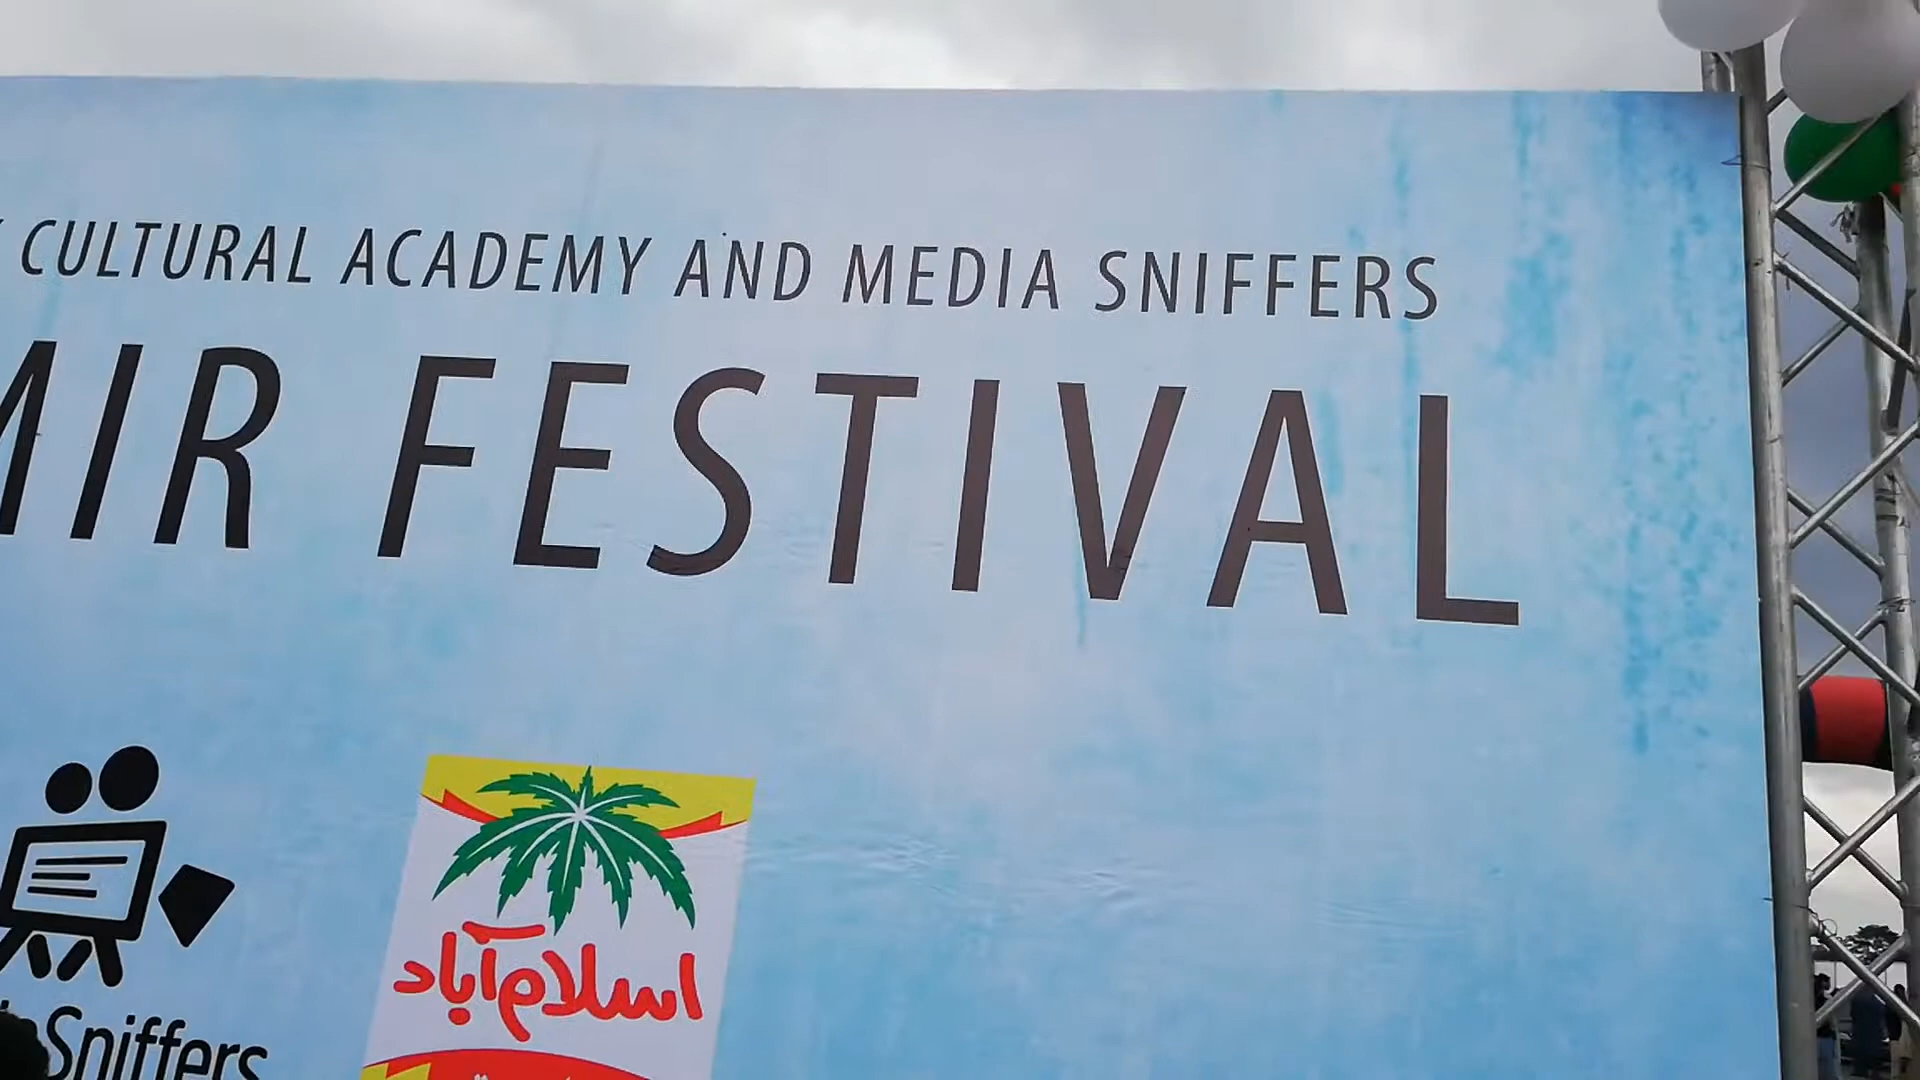 CULTURAL ACADEMY AND MEDIA SNIFFERS
MIR FESTIVAL
Sniffers
اسلام آباد